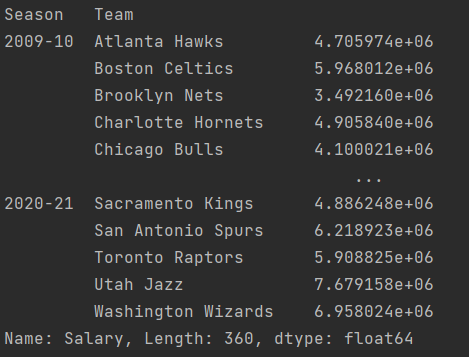 Season   Team
2009-10  Atlanta Hawks         4.705974e+06
         Boston Celtics        5.968012e+06
         Brooklyn Nets         3.492160e+06
         Charlotte Hornets     4.905840e+06
         Chicago Bulls         4.100021e+06
                                   ...
2020-21  Sacramento Kings      4.886248e+06
         San Antonio Spurs     6.218923e+06
         Toronto Raptors       5.908825e+06
         Utah Jazz             7.679158e+06
         Washington Wizards    6.958024e+06
Name: Salary, Length: 360, dtype: float64